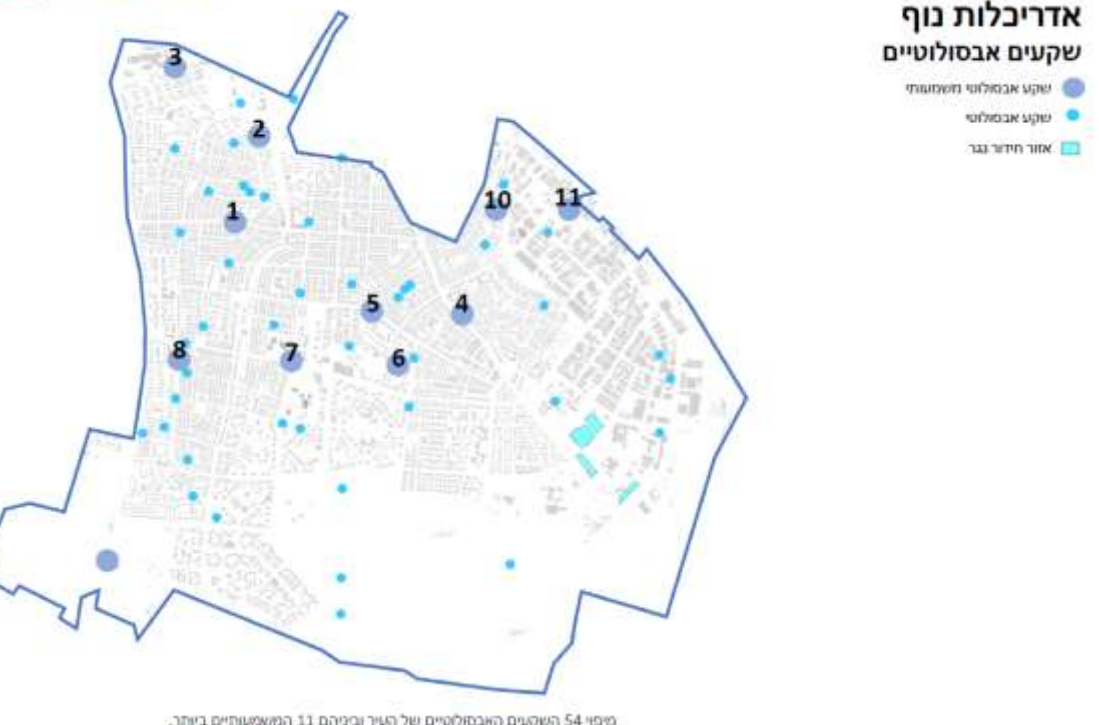 אדריכלות נוף
שקעים אבסולוטיים
שקע אבסולוטי משמעותי
שקע אבסולוטי
אזור חידור נגר
3
2
10
11
1
5
4
8
7
6
מיפוי 54 השקעים האבסולוטיים של העיר וביניהם 11 המשמעותיים ביותר.